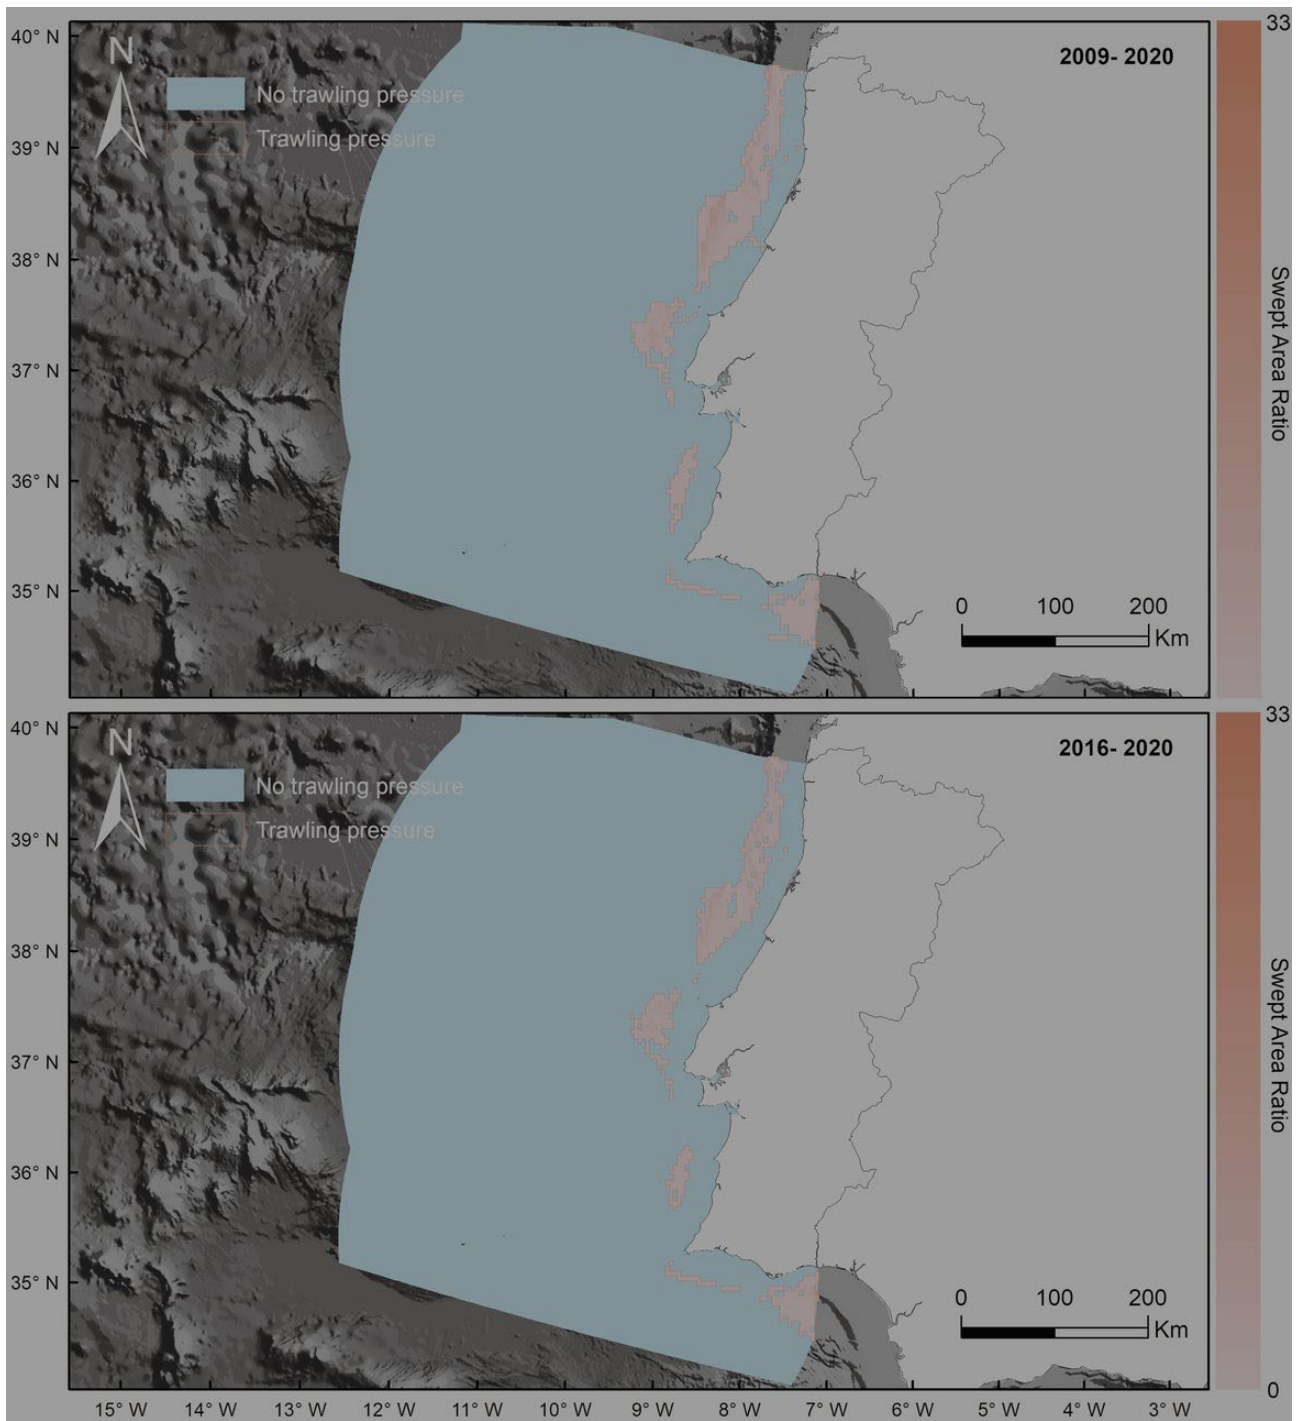 40° N
N
2009- 2020
33
No trawling pressure
Trawling pressure
39° N
38° N
Swept Area Ratio
37° N
36° N
35° N
0 100 200
Km
40° N
N
2016- 2020
33
No trawling pressure
Trawling pressure
39° N
38° N
Swept Area Ratio
37° N
36° N
35° N
0 100 200
Km
0
15° W 14° W 13° W 12° W 11° W 10° W 9° W 8° W 7° W 6° W 5° W 4° W 3° W